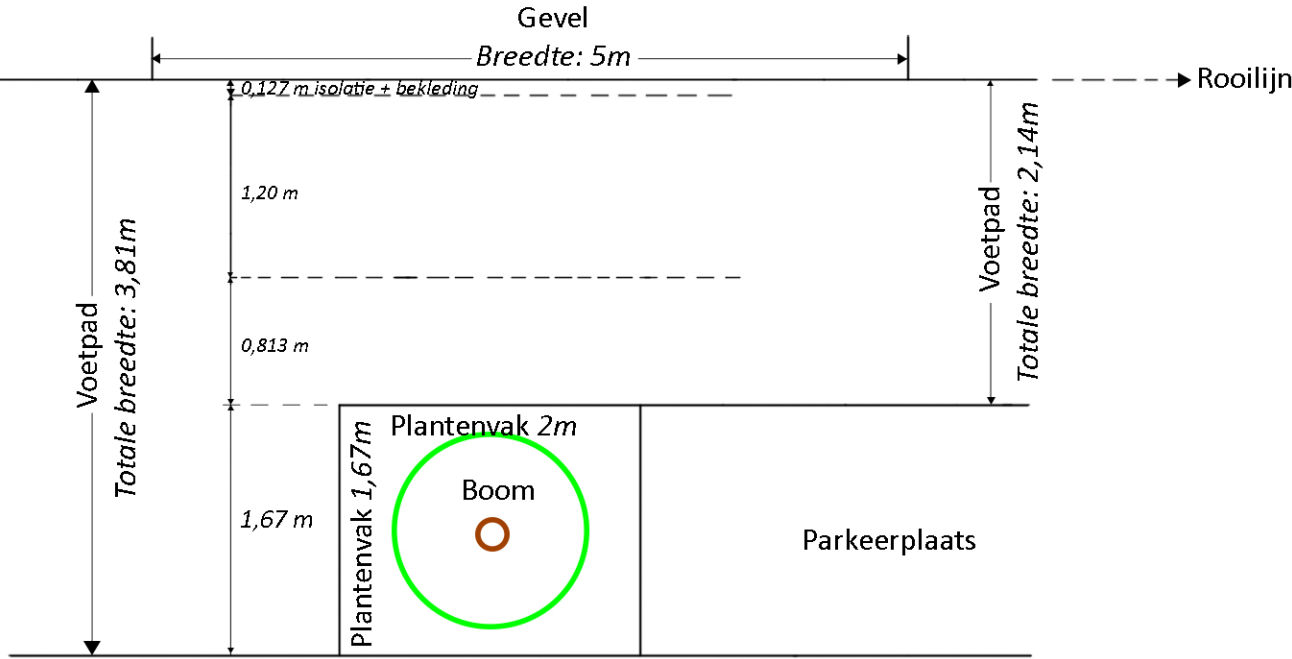 Gevel
Breedte: 5m
Rooilijn
0,127 m isolatie + bekleding
1,20 m
Voetpad
Totale breedte: 2,14m
Voetpad
Totale breedte: 3,81m
0,813 m
Plantenvak 2m
Plantenvak 1,67m
Boom
1,67 m
Parkeerplaats